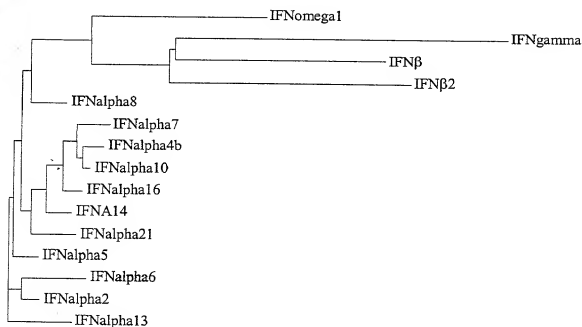 IFNomega1
IFNgamma
IFNβ
IFNβ2
IFNalpha8
IFNalpha7
IFNalpha4b
IFNalpha10
IFNalpha16
IFNA14
IFNalpha21
IFNalpha5
IFNalpha6
IFNalpha2
IFNalpha13